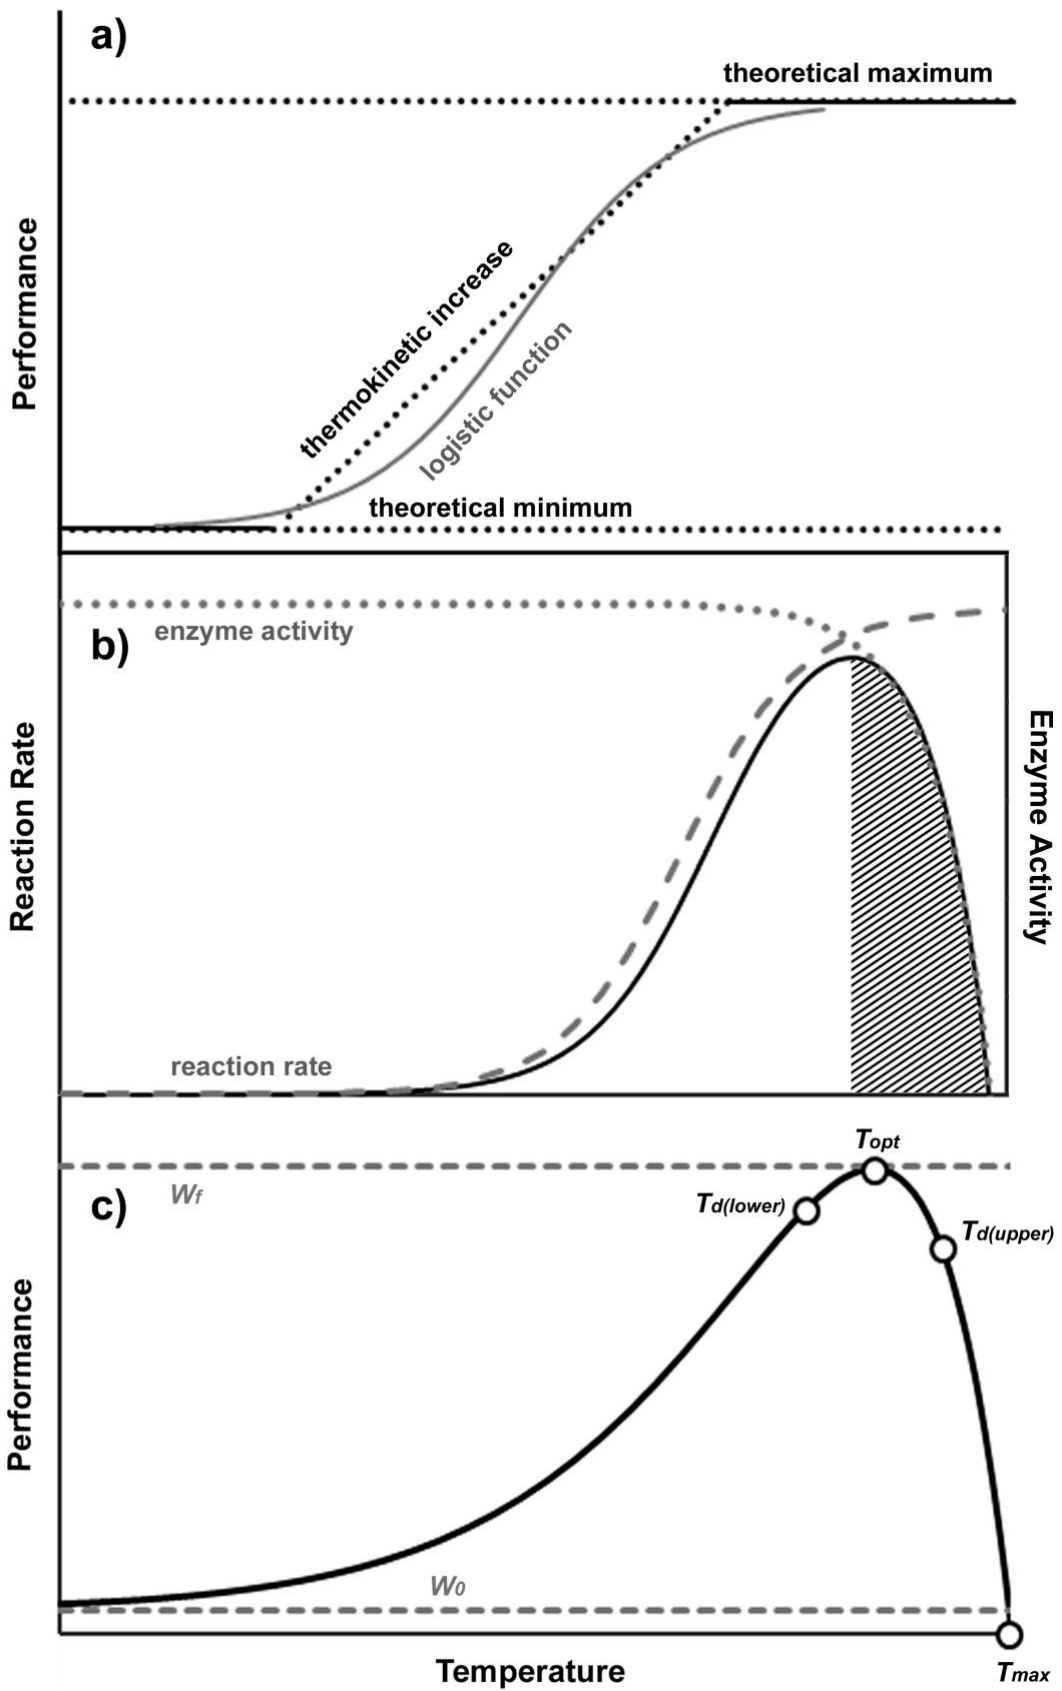 a)
theoretical maximum
Performance
thermokinetic increase
logistic function
theoretical minimum
b)
enzyme activity
Reaction Rate
Enzyme Activity
reaction rate
c)
Topt
Wf
Td(lower)
Td(upper)
Performance
W0
Temperature
Tmax